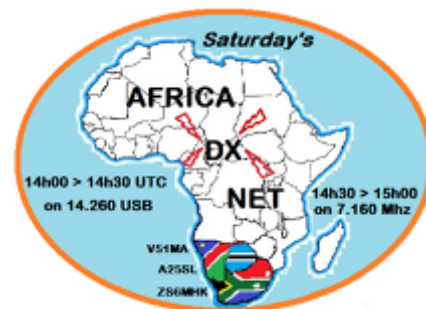 Saturday's
AFRICA
DX
NET
14h00 > 14h30 UTC
on 14.260 USB
14h30 > 15h00
on 7.160 Mhz
V51MA
A25SL
ZS6MHK